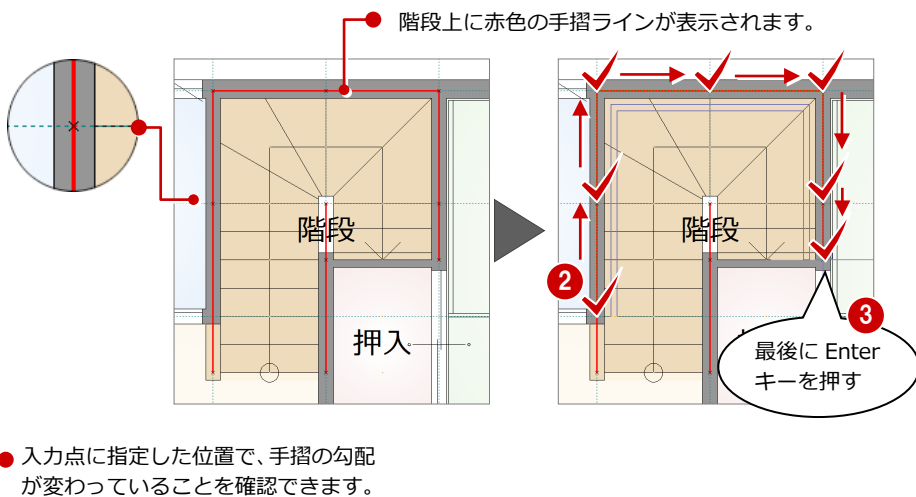 階段上に赤色の手摺ラインが表示されます。
階段
押入
階段
2
3
最後に Enter
キーを押す
入力点に指定した位置で、手摺の勾配
が変わっていることを確認できます。